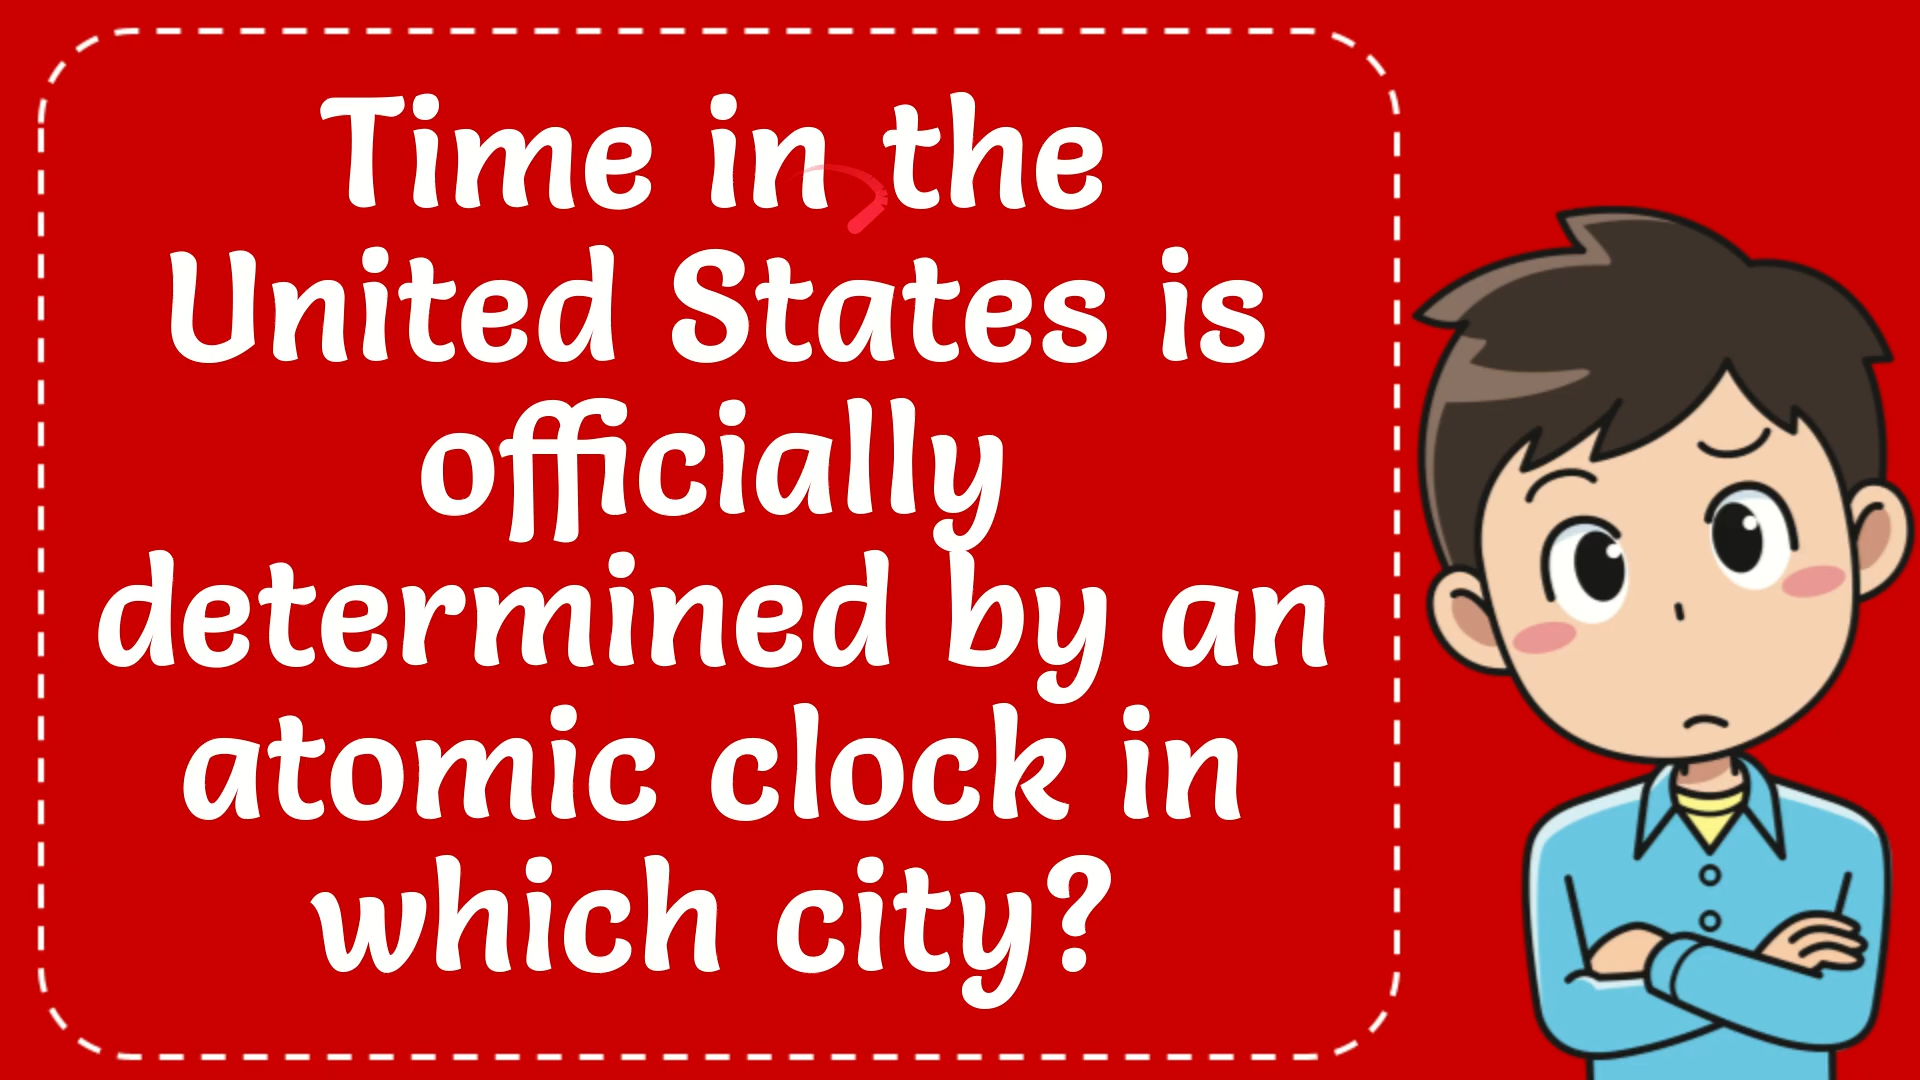 Time in the
United States is
officially
determined by an
atomic clock in
which city?